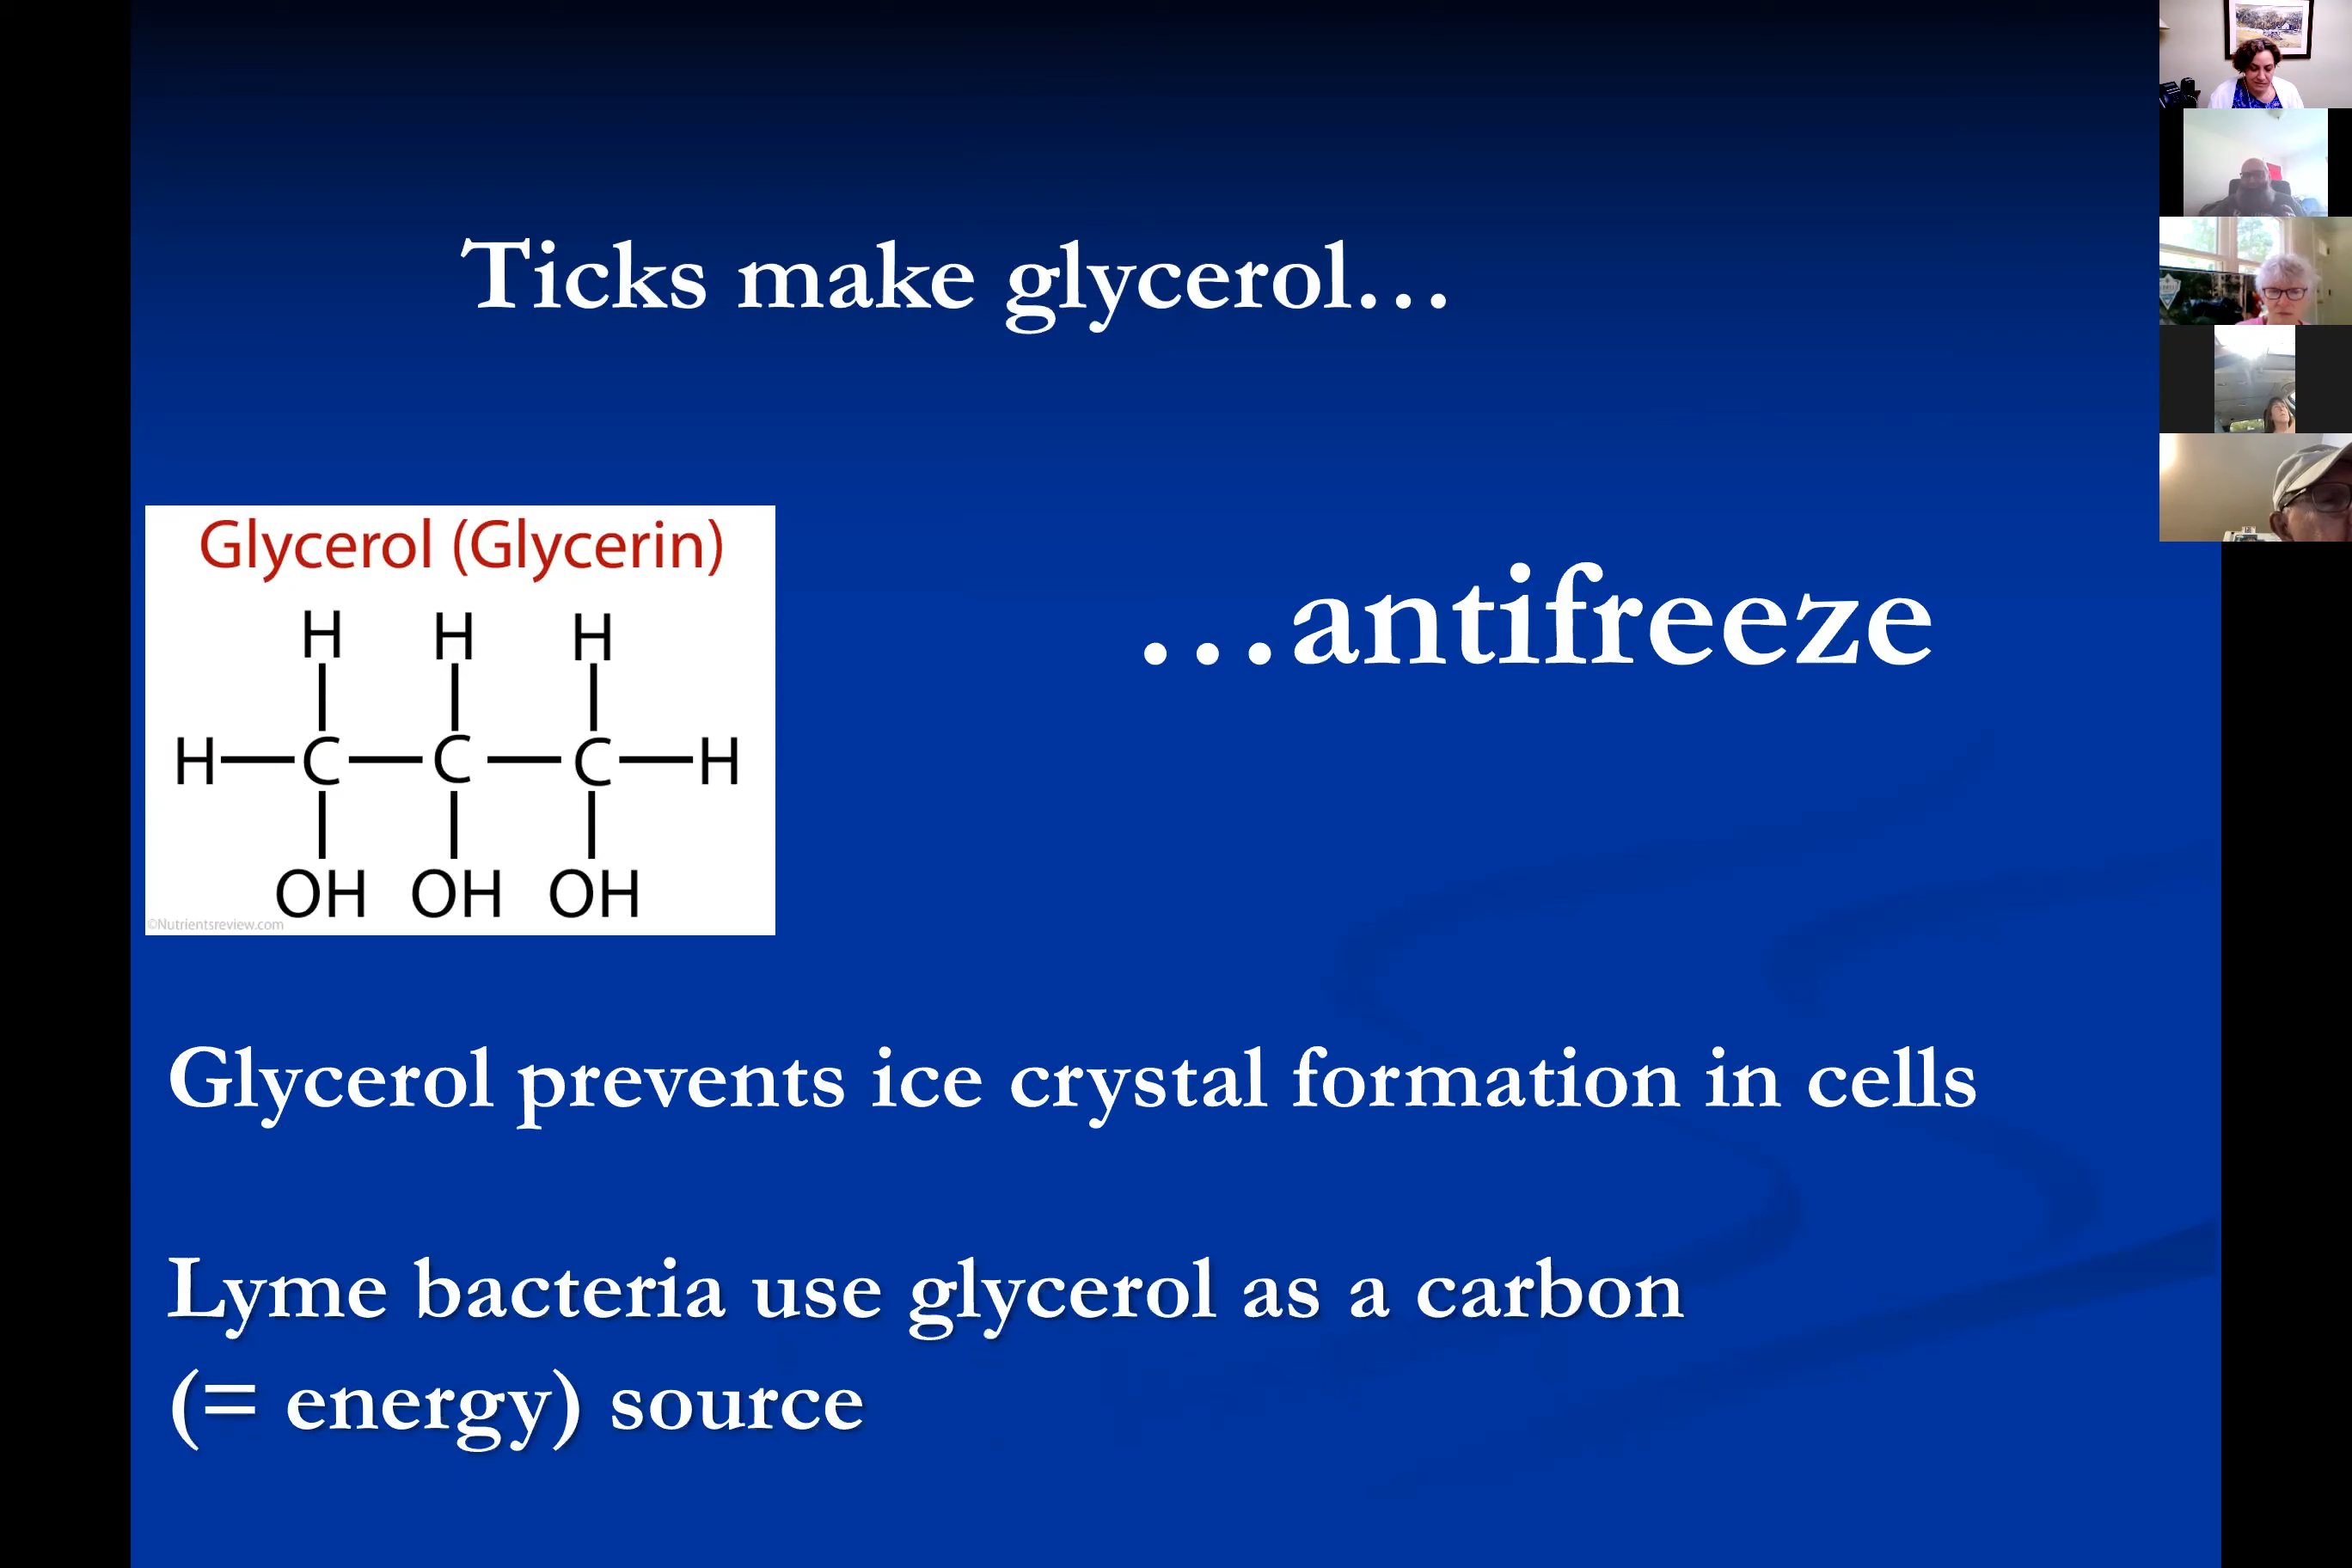 Ticks make glycerol…
Glycerol (Glycerin)
H H H
H C C C H
OH OH OH
©Nutrientsreview.com
…antifreeze
Glycerol prevents ice crystal formation in cells
Lyme bacteria use glycerol as a carbon
(= energy) source